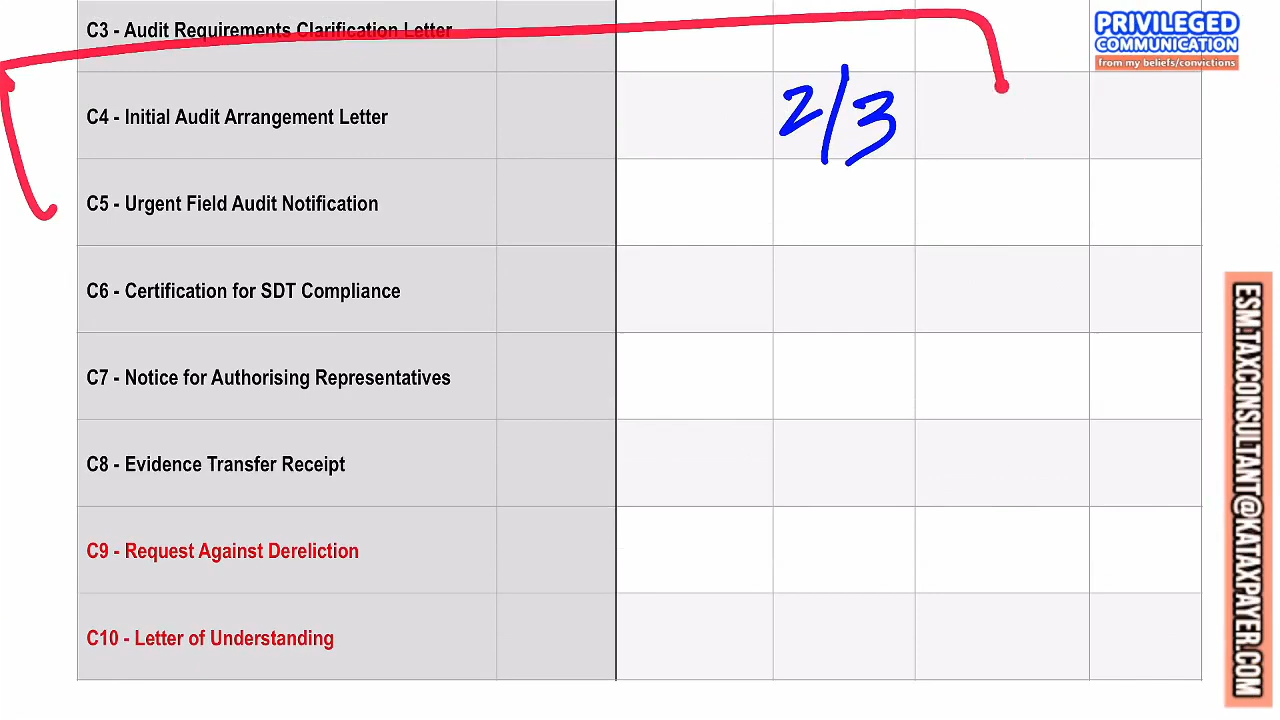 C3 - Audit Requirements Clarification Letter
PRIVILEGED
COMMUNICATION
from my beliefs/convictions
C4 - Initial Audit Arrangement Letter
2/3
C5 - Urgent Field Audit Notification
C6 - Certification for SDT Compliance
C7 - Notice for Authorising Representatives
C8 - Evidence Transfer Receipt
C9 - Request Against Dereliction
C10 - Letter of Understanding
ESM.TAXCONSULTANT@KATAXPAYER.COM